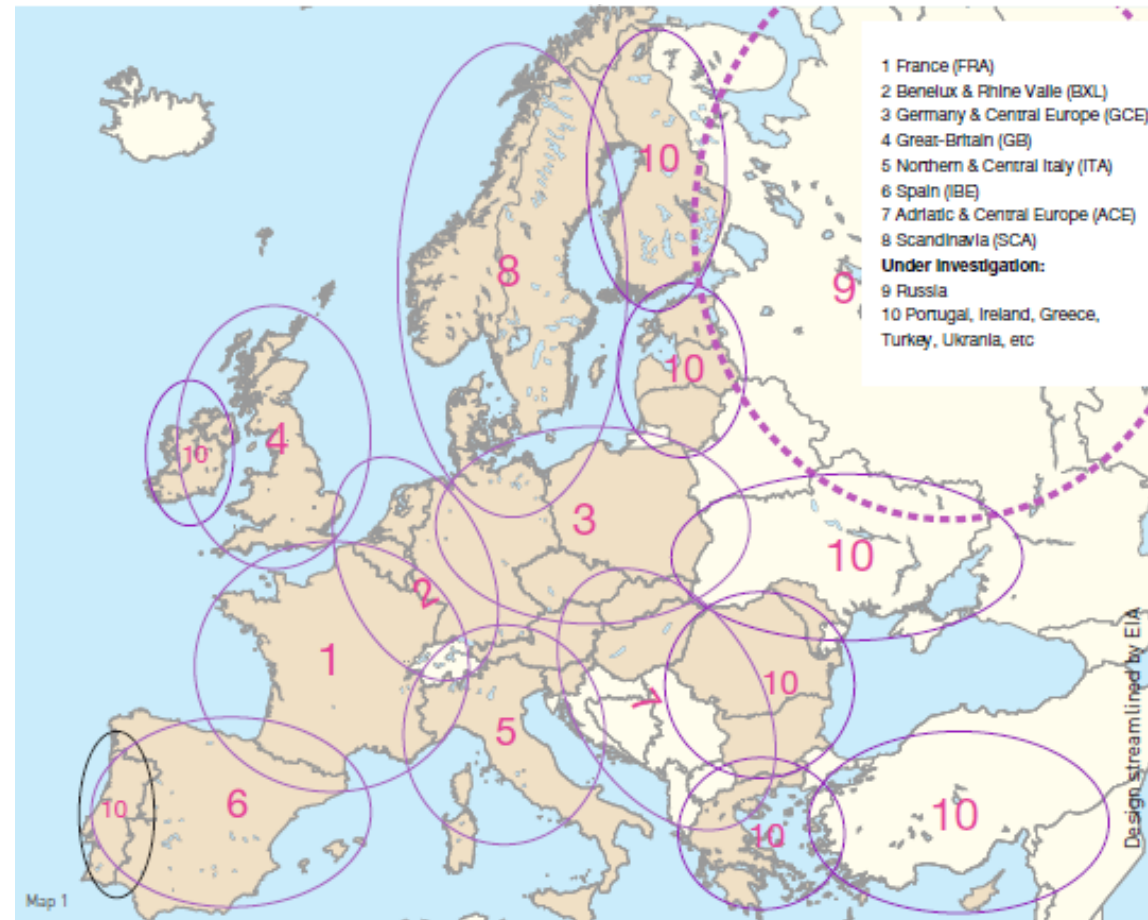 1 France (FRA)
2 Benelux & Rhine Valle (BXL)
3 Germany & Central Europe (GCE)
4 Great-Britain (GB)
5 Northern & Central Italy (ITA)
6 Spain (IBE)
7 Adriatic & Central Europe (ACE)
8 Scandinavia (SCA)
Under Investigation:
9 Russia
10 Portugal, Ireland, Greece,
Turkey, Ukrania, etc
10
8
9
10
4
10
3
10
2
1
10
7
5
6
10
10
10
Design streamlined by EIA
Map 1